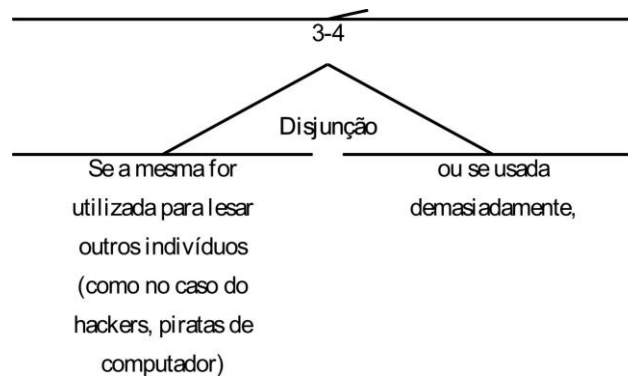 3-4
Disjunção
Se a mesma for
utilizada para lesar
outros indivíduos
(como no caso do
hackers, piratas de
computador)
ou se usada
demasiadamente,